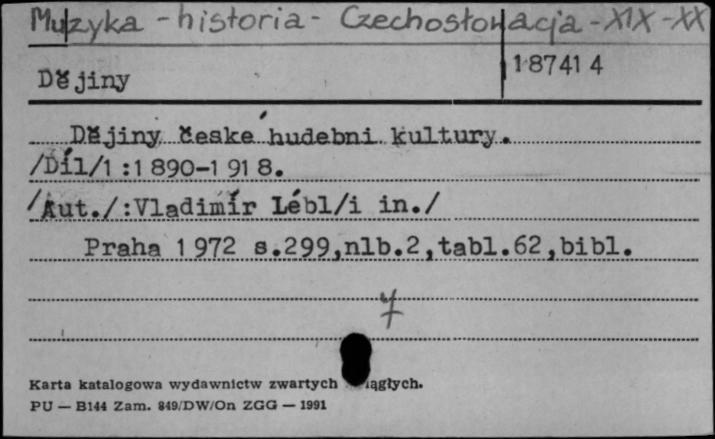 Muzyka - historia - Czechosłowacja - XIX - XX
187414
Dějiny
Dějiny české hudebni kultury.
/Díl/1:1890-1918.
/Aut./:Vladimír Lébl/i in./
Praha 1972 s.299,nlb.2,tabl.62,bibl.
7
Karta katalogowa wydawnictw zwartych iągłych.
PU — B144 Zam. 849/DW/On ZGG — 1991